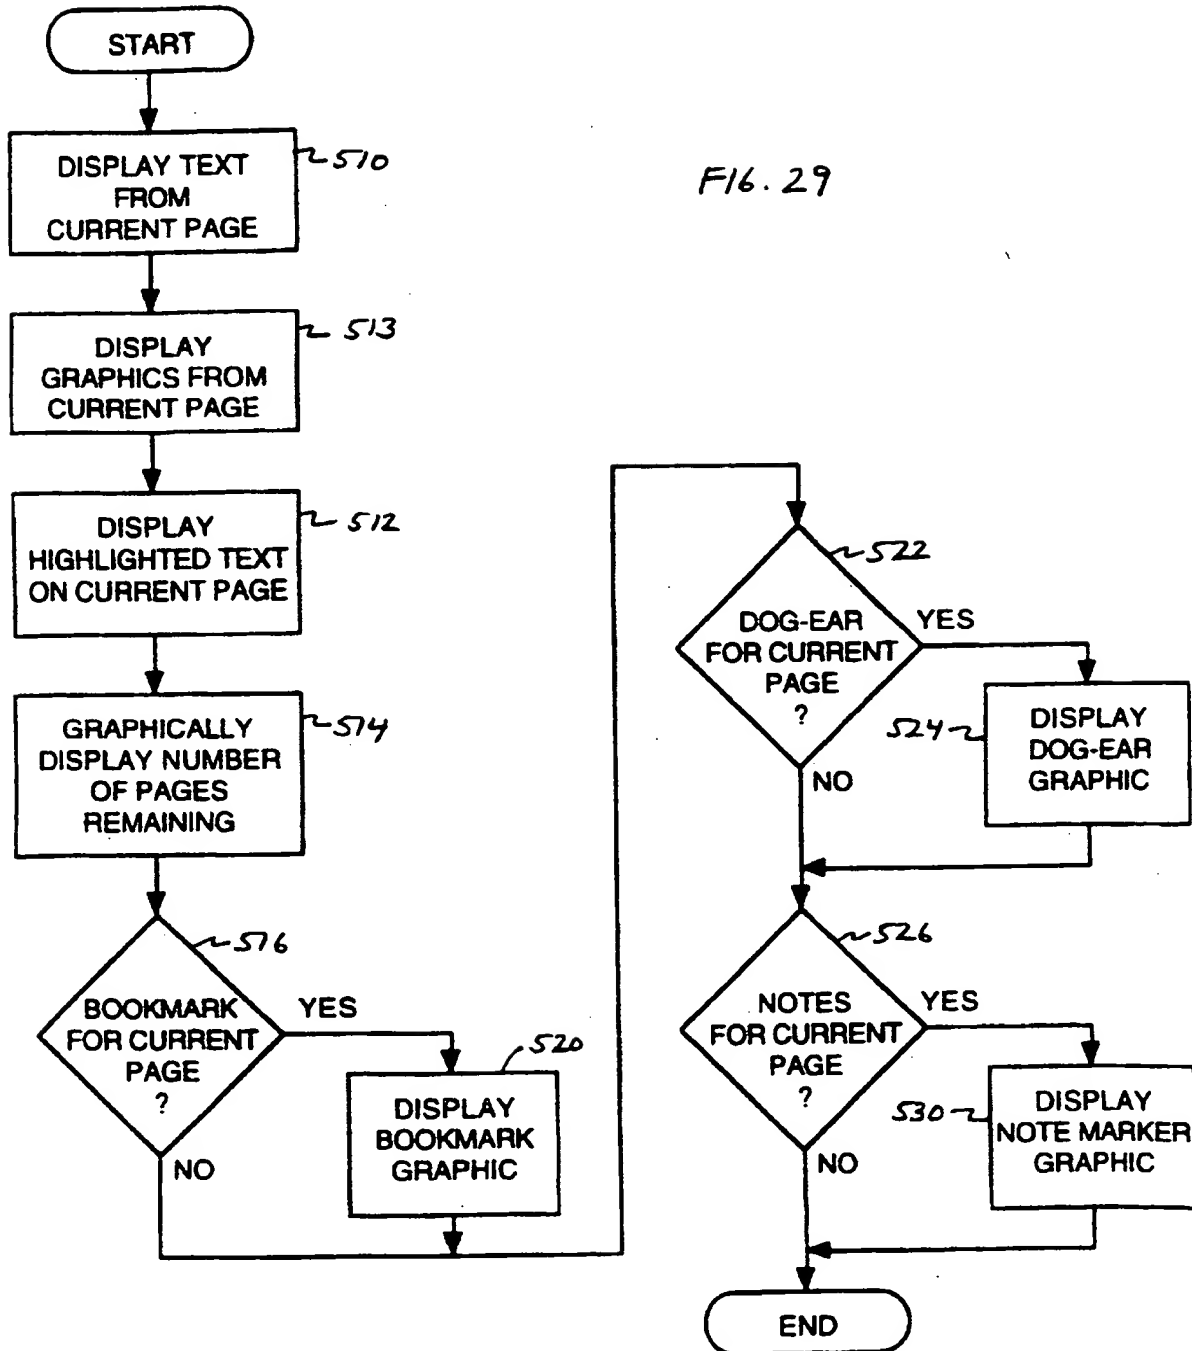 START
DISPLAY TEXT
FROM
CURRENT PAGE
510
FIG. 29
DISPLAY
GRAPHICS FROM
CURRENT PAGE
513
DISPLAY
HIGHLIGHTED TEXT
ON CURRENT PAGE
512
GRAPHICALLY
DISPLAY NUMBER
OF PAGES
REMAINING
514
516
BOOKMARK
FOR CURRENT
PAGE
?
YES
NO
520
DISPLAY
BOOKMARK
GRAPHIC
522
DOG-EAR
FOR CURRENT
PAGE
?
YES
NO
524
DISPLAY
DOG-EAR
GRAPHIC
526
NOTES
FOR CURRENT
PAGE
?
YES
NO
530
DISPLAY
NOTE MARKER
GRAPHIC
END